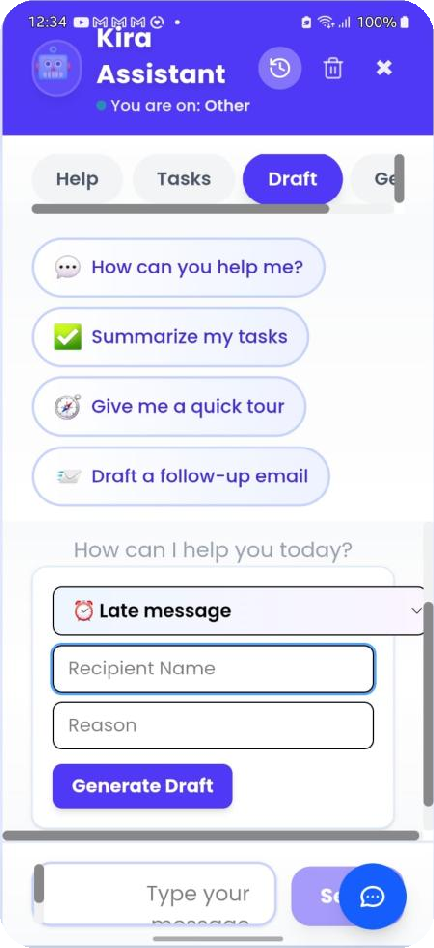 12:34 100%
Kira
Assistant
You are on: Other
Help Tasks Draft
How can you help me?
Summarize my tasks
Give me a quick tour
Draft a follow-up email
How can I help you today?
Late message
Recipient Name
Reason
Generate Draft
Type your
message